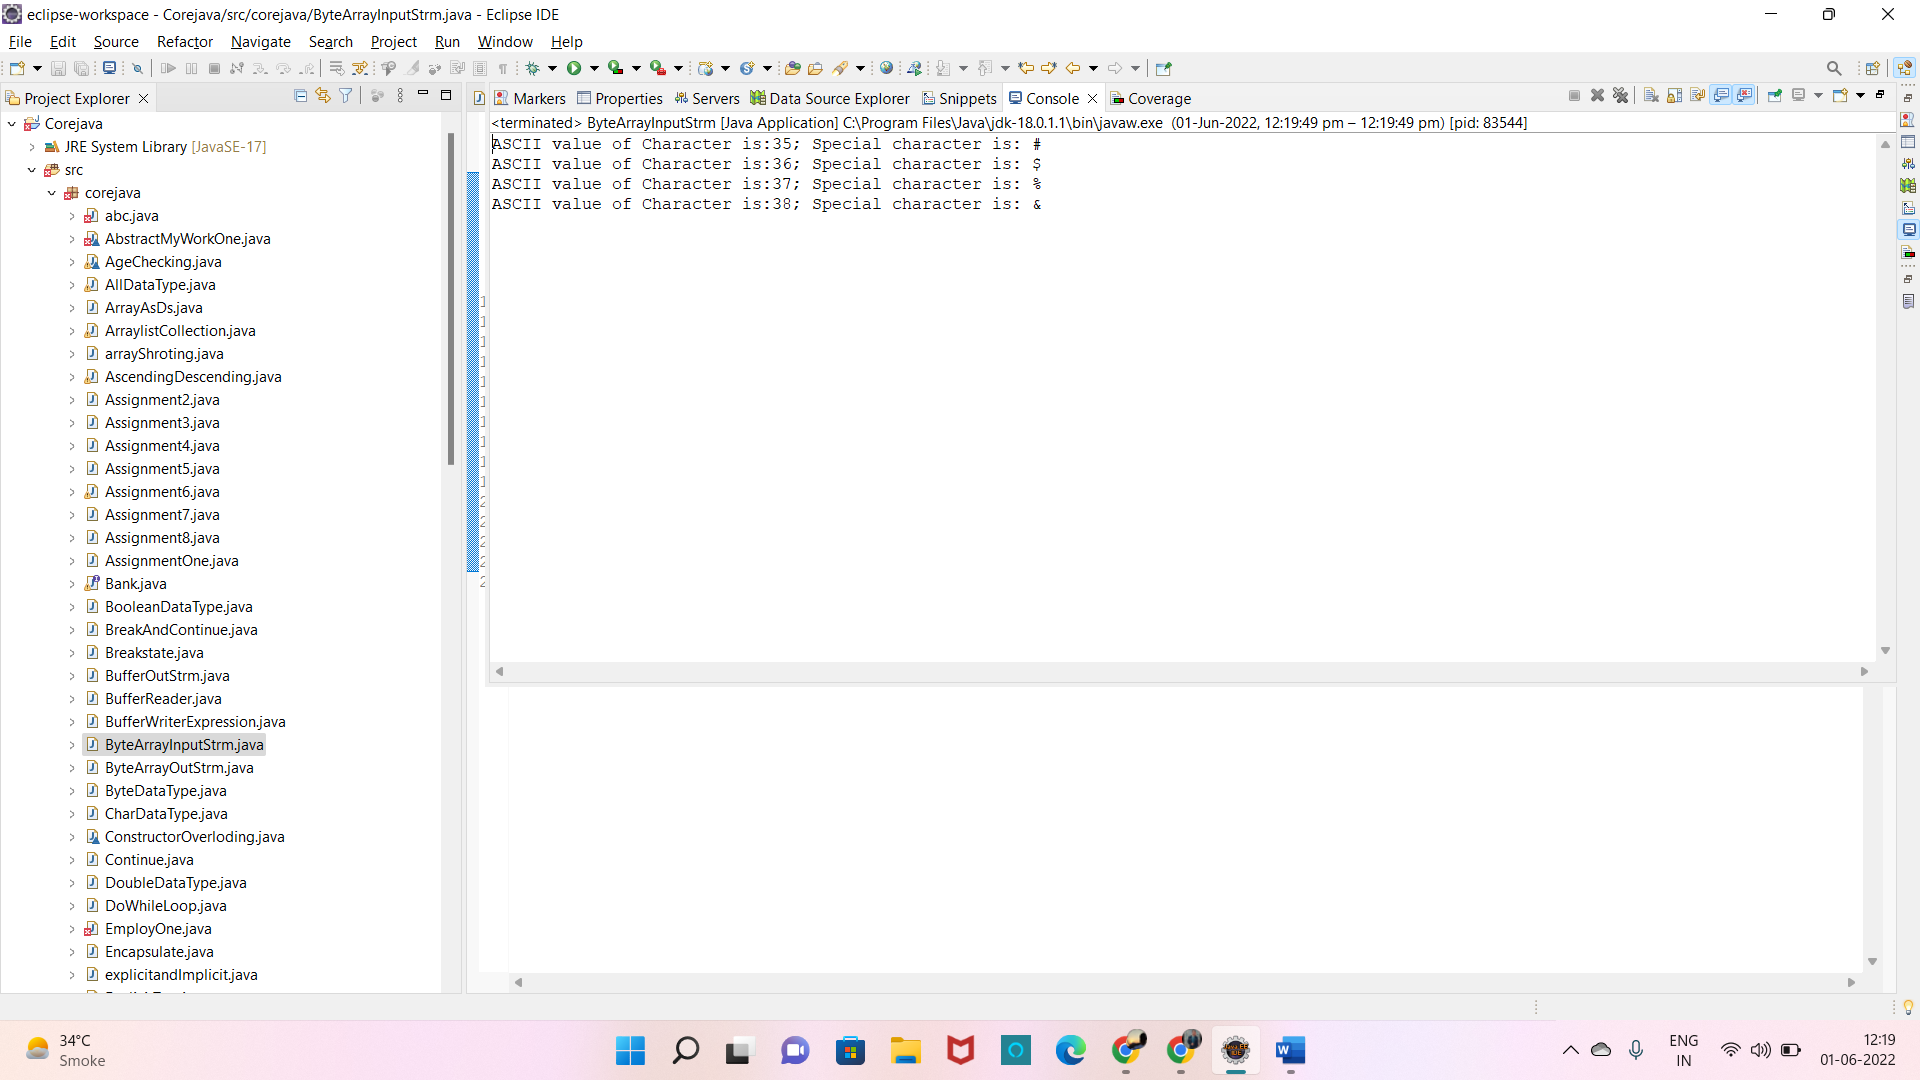 eclipse-workspace - Corejava/src/corejava/ByteArrayInputStrm.java - Eclipse IDE
File Edit Source Refactor Navigate Search Project Run Window Help
Project Explorer
Markers Properties Servers Data Source Explorer Snippets Console Coverage
<terminated> ByteArrayInputStrm [Java Application] C:\Program Files\Java\jdk-18.0.1.1\bin\javaw.exe (01-Jun-2022, 12:19:49 pm – 12:19:49 pm) [pid: 83544]
ASCII value of Character is:35; Special character is: #
ASCII value of Character is:36; Special character is: $
ASCII value of Character is:37; Special character is: %
ASCII value of Character is:38; Special character is: &
Corejava
JRE System Library [JavaSE-17]
src
corejava
abc.java
AbstractMyWorkOne.java
AgeChecking.java
AllDataType.java
ArrayAsDs.java
ArraylistCollection.java
arrayShroting.java
AscendingDescending.java
Assignment2.java
Assignment3.java
Assignment4.java
Assignment5.java
Assignment6.java
Assignment7.java
Assignment8.java
AssignmentOne.java
Bank.java
BooleanDataType.java
BreakAndContinue.java
Breakstate.java
BufferOutStrm.java
BufferReader.java
BufferWriterExpression.java
ByteArrayInputStrm.java
ByteArrayOutStrm.java
ByteDataType.java
CharDataType.java
ConstructorOverloding.java
Continue.java
DoubleDataType.java
DoWhileLoop.java
EmployOne.java
Encapsulate.java
explicitandImplicit.java
34°C
Smoke
ENG
IN
12:19
01-06-2022